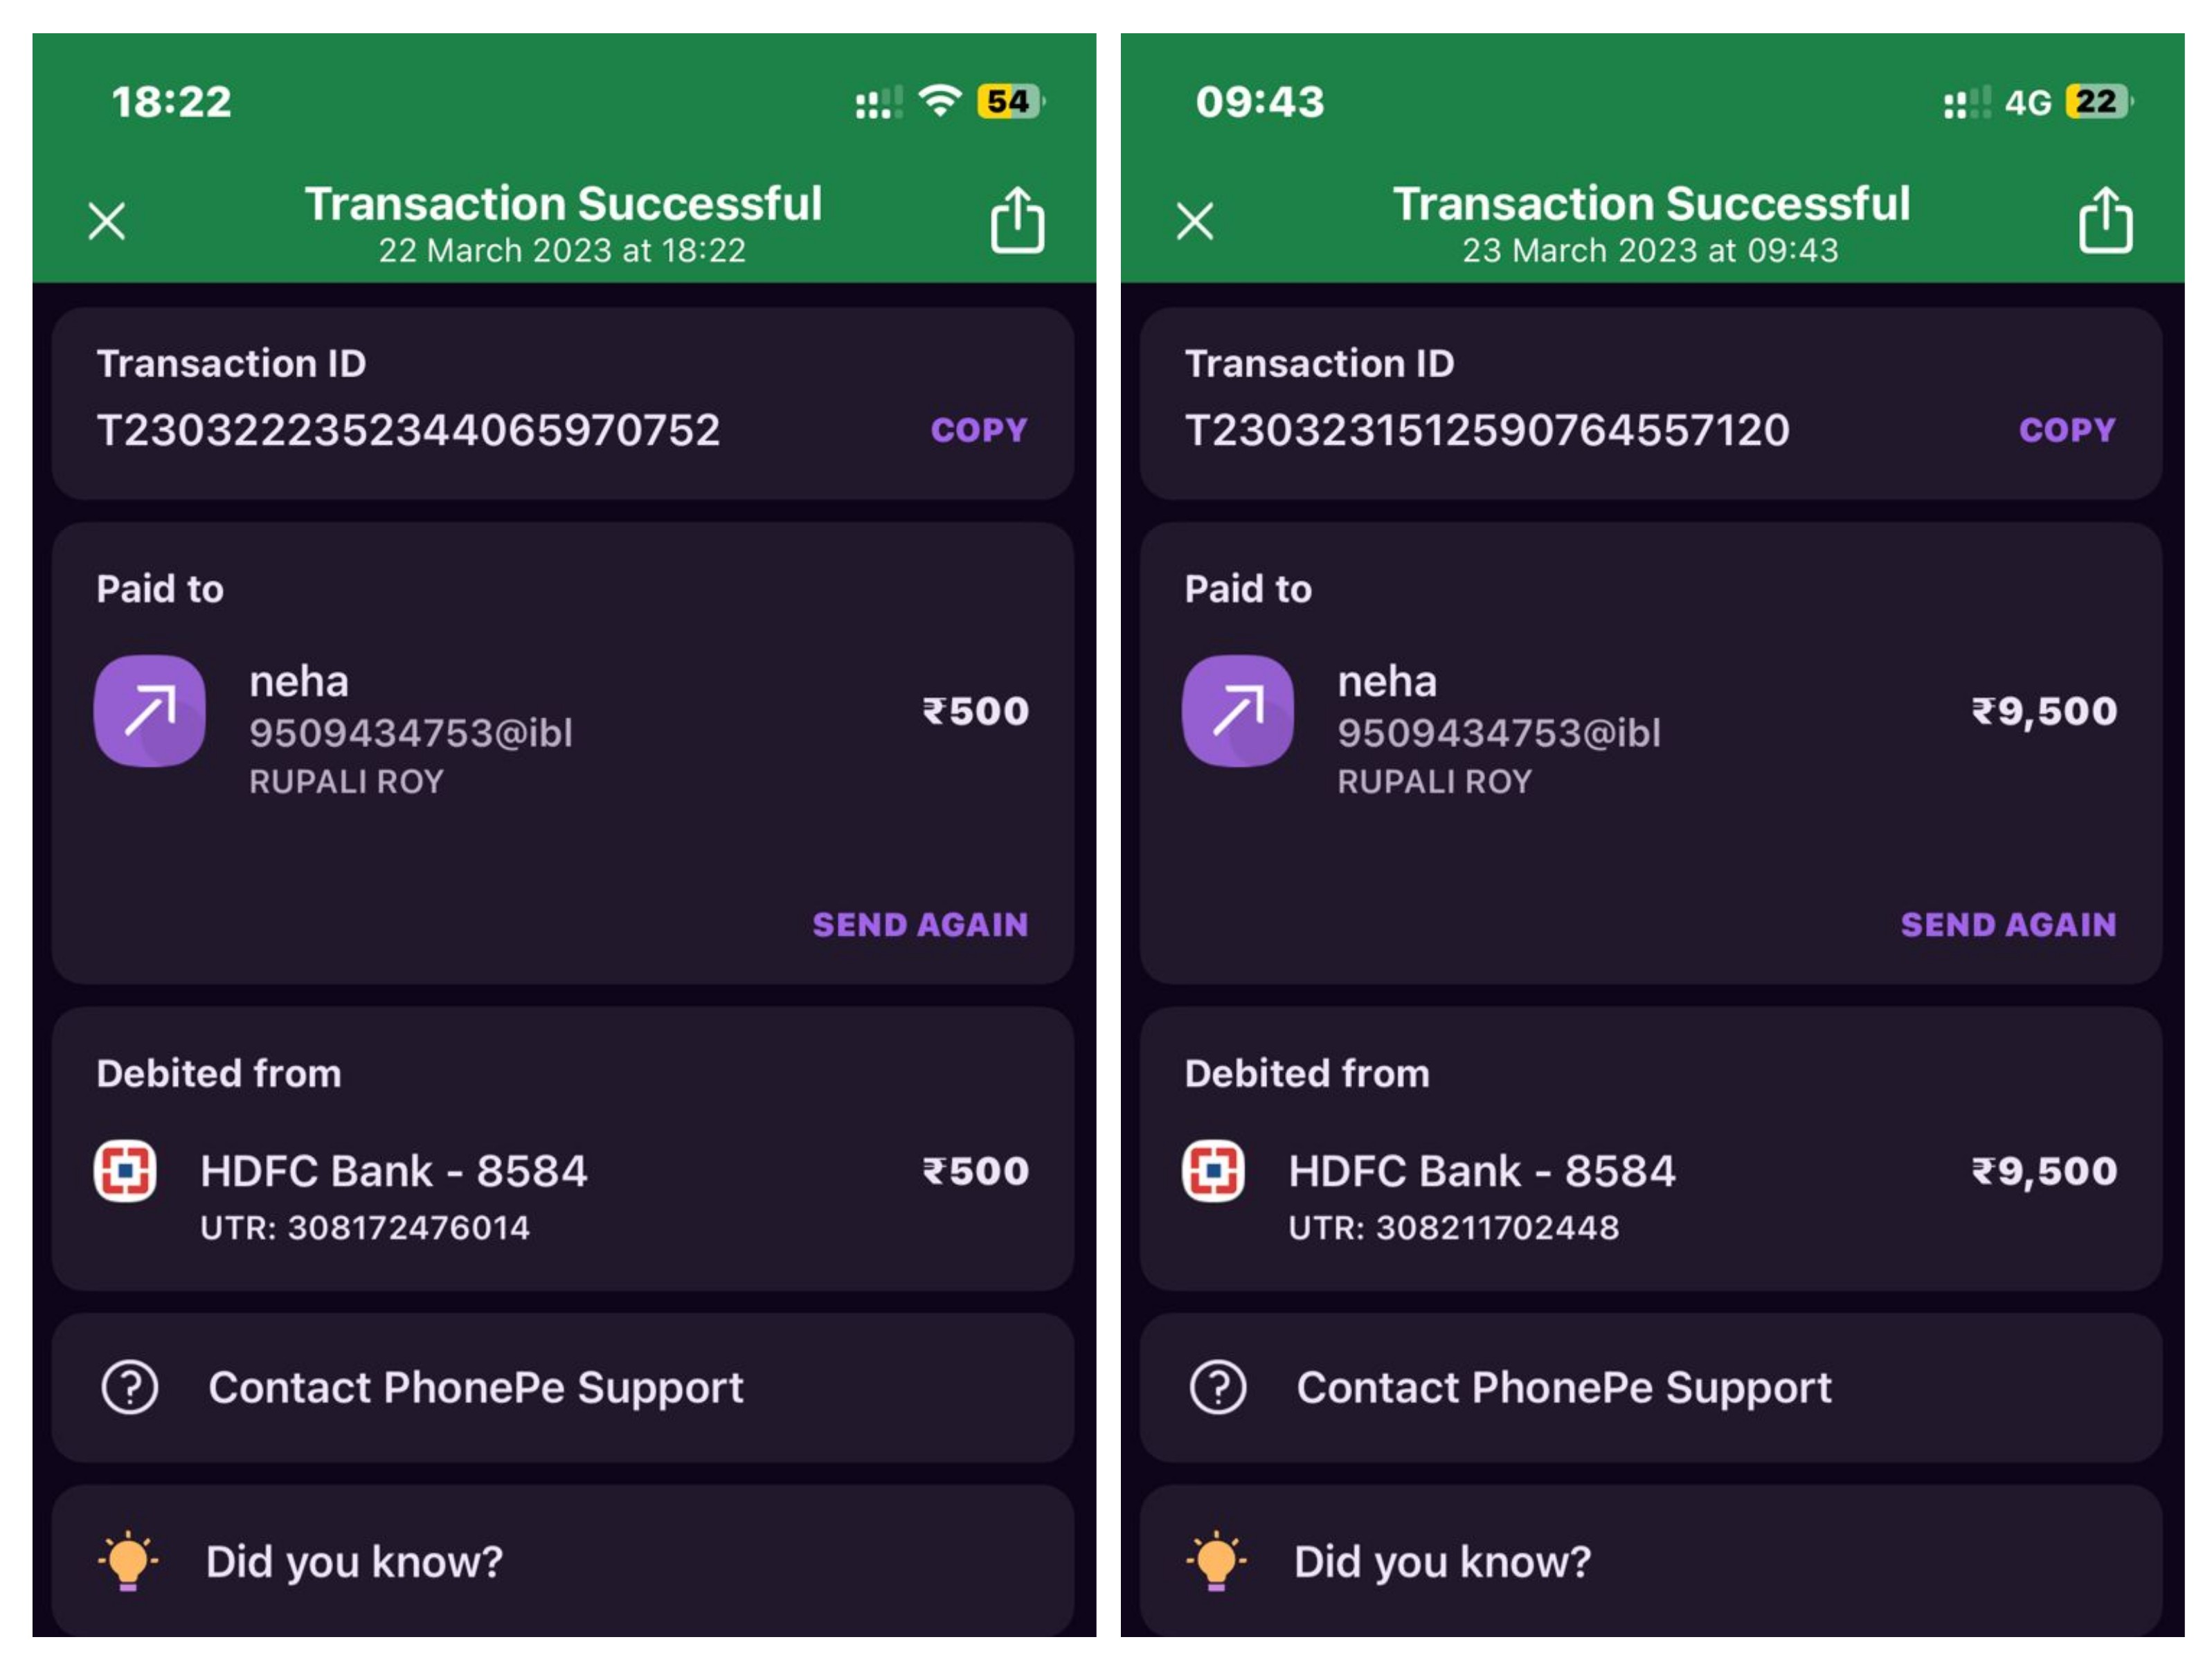 18:22
54
Transaction Successful
22 March 2023 at 18:22
Transaction ID
T2303222352344065970752
COPY
Paid to
neha
9509434753@ibl
RUPALI ROY
₹500
SEND AGAIN
Debited from
HDFC Bank - 8584
₹500
UTR: 308172476014
Contact PhonePe Support
Did you know?
09:43
4G 22
Transaction Successful
23 March 2023 at 09:43
Transaction ID
T2303231512590764557120
COPY
Paid to
neha
9509434753@ibl
RUPALI ROY
₹9,500
SEND AGAIN
Debited from
HDFC Bank - 8584
₹9,500
UTR: 308211702448
Contact PhonePe Support
Did you know?